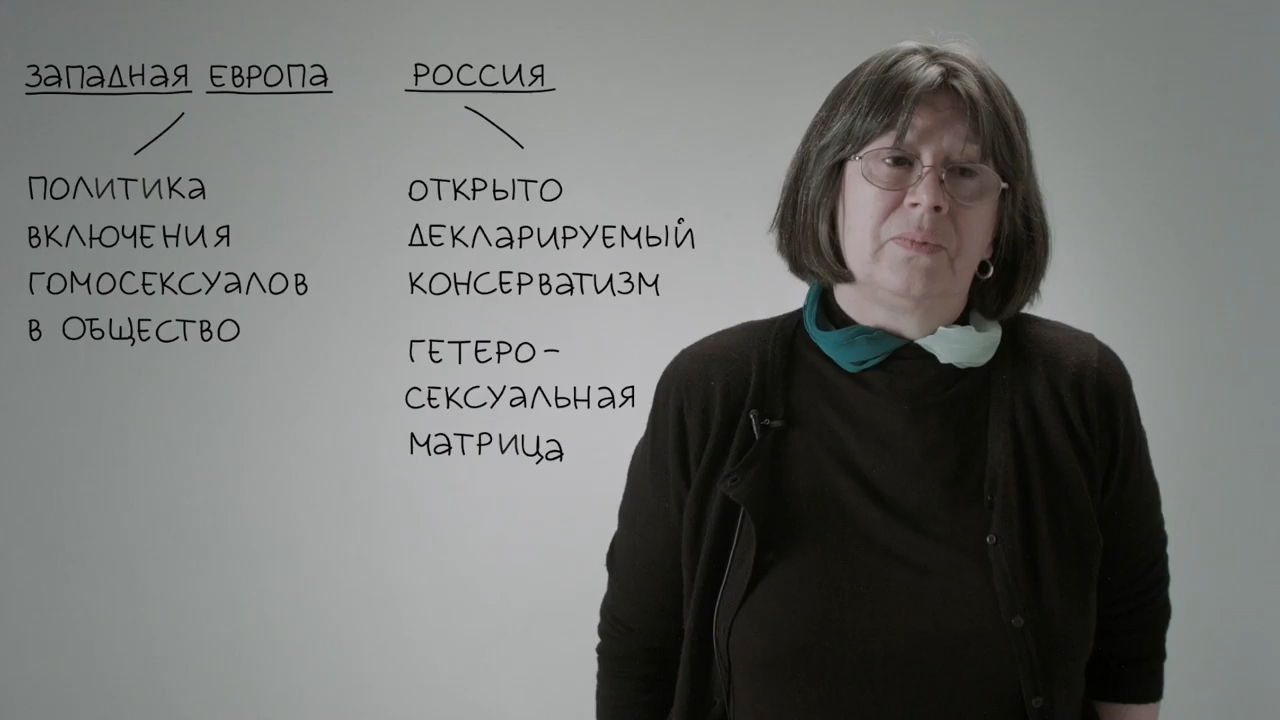 ЗАПАДНАЯ ЕВРОПА
ПОЛИТИКА
ВКЛЮЧЕНИЯ
ГОМОСЕКСУАЛОВ
В ОБЩЕСТВО
РОССИЯ
ОТКРЫТО
ДЕКЛАРИРУЕМЫЙ
КОНСЕРВАТИЗМ
ГЕТЕРО-
СЕКСУАЛЬНАЯ
МАТРИЦА